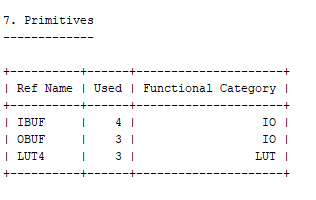 7. Primitives
-------------
+----------+------+---------------------+
| Ref Name | Used | Functional Category |
+----------+------+---------------------+
| IBUF     |    4 |                  IO |
| OBUF     |    3 |                  IO |
| LUT4     |    3 |                 LUT |
+----------+------+---------------------+